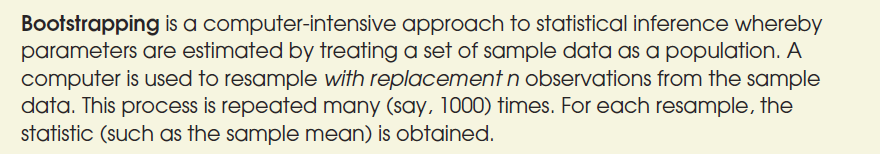 Bootstrapping is a computer-intensive approach to statistical inference whereby
parameters are estimated by treating a set of sample data as a population. A
computer is used to resample with replacement n observations from the sample
data. This process is repeated many (say, 1000) times. For each resample, the
statistic (such as the sample mean) is obtained.